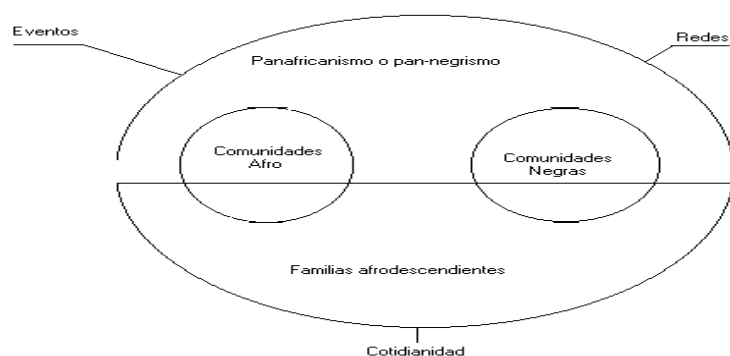 Eventos
Redes
Panafricanismo o pan-negrismo
Comunidades
Afro
Comunidades
Negras
Familias afrodescendientes
Cotidianidad